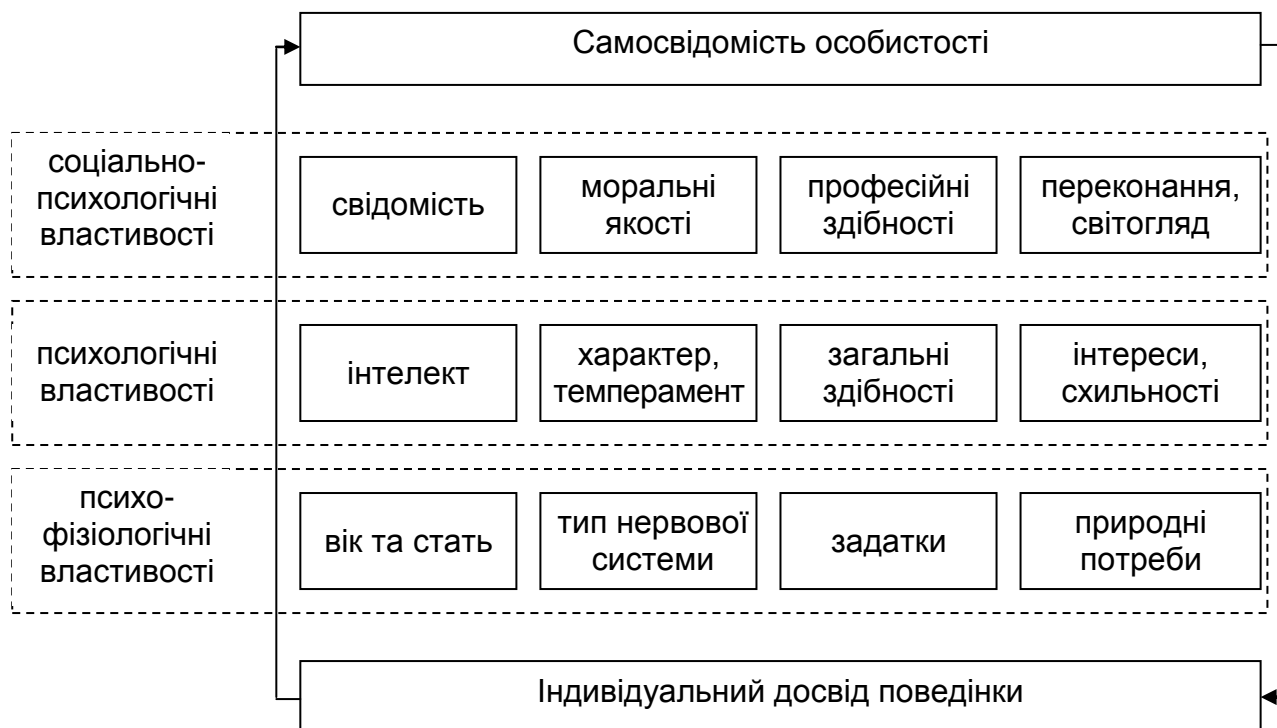 Самосвідомість особистості
соціально-
психологічні
властивості
свідомість
моральні
якості
професійні
здібності
переконання,
світогляд
психологічні
властивості
інтелект
характер,
темперамент
загальні
здібності
інтереси,
схильності
психо-
фізіологічні
властивості
вік та стать
тип нервової
системи
задатки
природні
потреби
Індивідуальний досвід поведінки